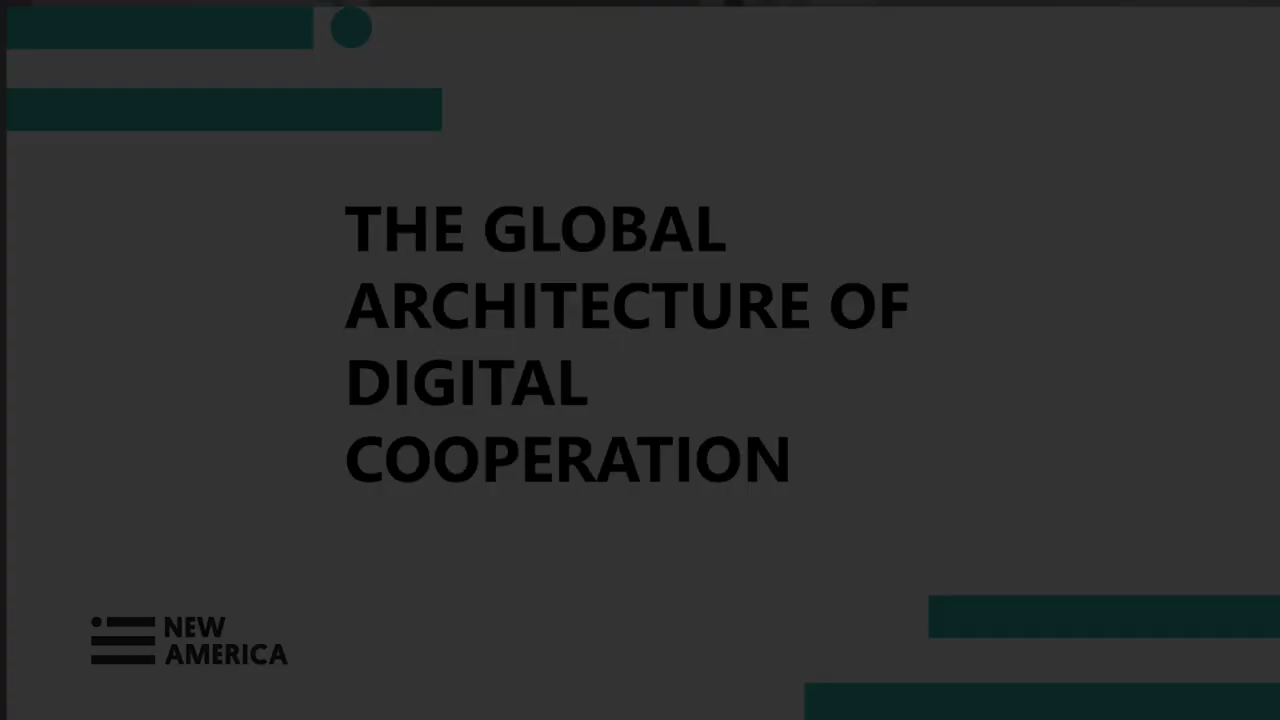 THE GLOBAL
ARCHITECTURE OF
DIGITAL
COOPERATION
NEW
AMERICA